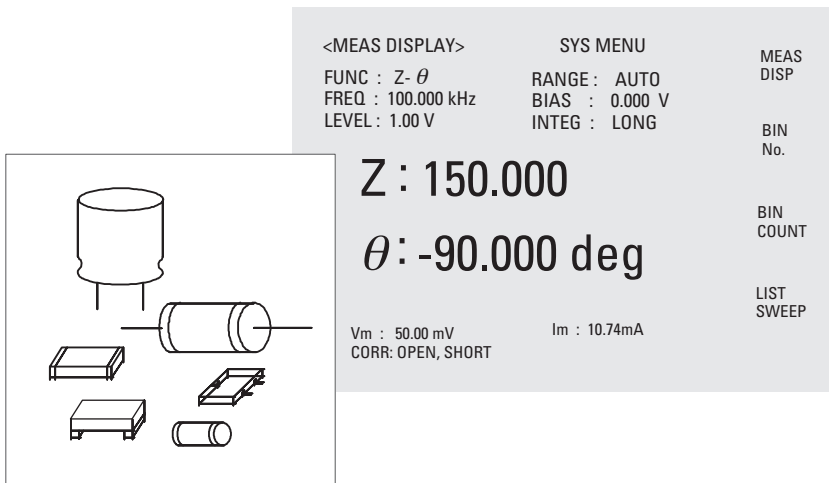 <MEAS DISPLAY> SYS MENU
FUNC : Z- θ RANGE : AUTO
FREQ : 100.000 kHz BIAS : 0.000 V
LEVEL : 1.00 V INTEG : LONG
Z : 150.000
θ : -90.000 deg
Vm : 50.00 mV Im : 10.74mA
CORR: OPEN, SHORT
MEAS
DISP
BIN
No.
BIN
COUNT
LIST
SWEEP